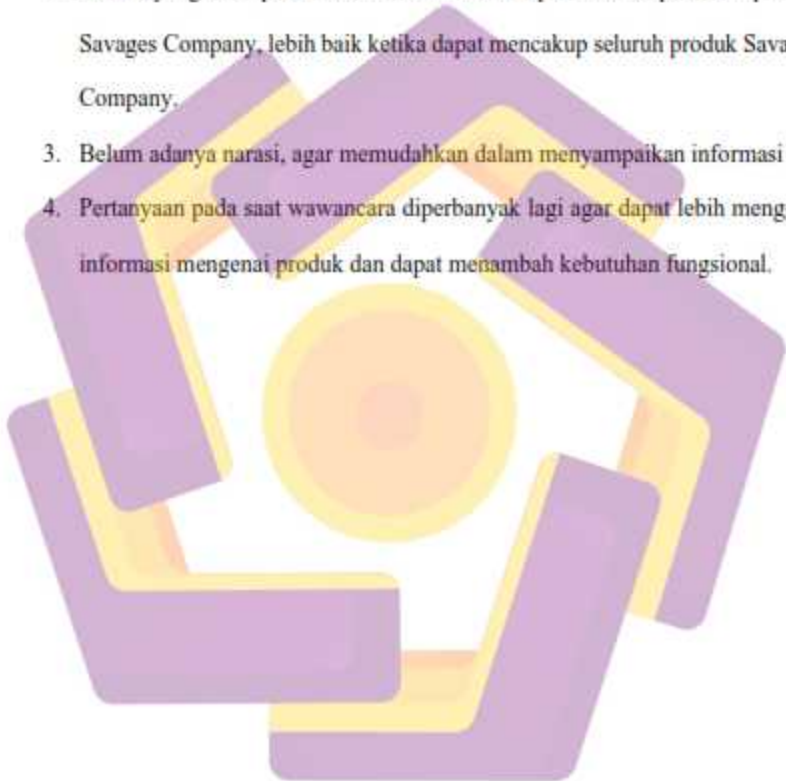 Savages Company, lebih baik ketika dapat mencakup seluruh produk Sava
Company.
3. Belum adanya narasi, agar memudahkan dalam menyampaikan informasi
4. Pertanyaan pada saat wawancara diperbanyak lagi agar dapat lebih meng
informasi mengenai produk dan dapat menambah kebutuhan fungsional.